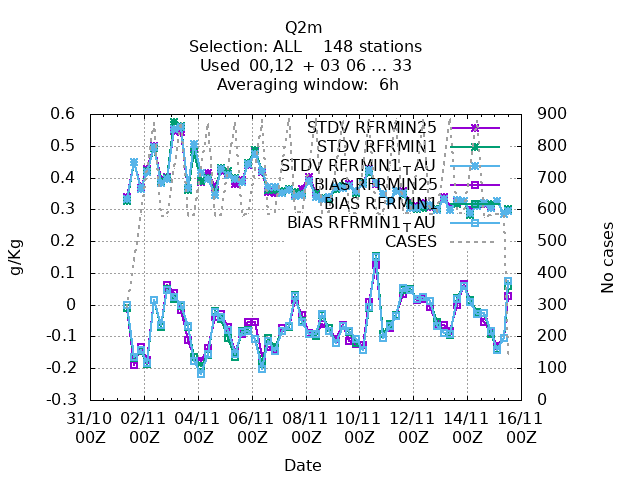 Q2m
Selection: ALL 148 stations
Used 00,12 + 03 06 ... 33
Averaging window: 6h
0.6
0.5
0.4
0.3
0.2
0.1
0
-0.1
-0.2
-0.3
g/Kg
STDV RFRMIN25
STDV RFRMIN1
STDV RFRMIN1-AU
BIAS RFRMIN25
BIAS RFRMIN1
BIAS RFRMIN1-AU
CASES
900
800
700
600
500
400
300
200
100
0
No cases
31/10 02/11 04/11 06/11 08/11 10/11 12/11 14/11 16/11
00Z 00Z 00Z 00Z 00Z 00Z 00Z 00Z 00Z
Date